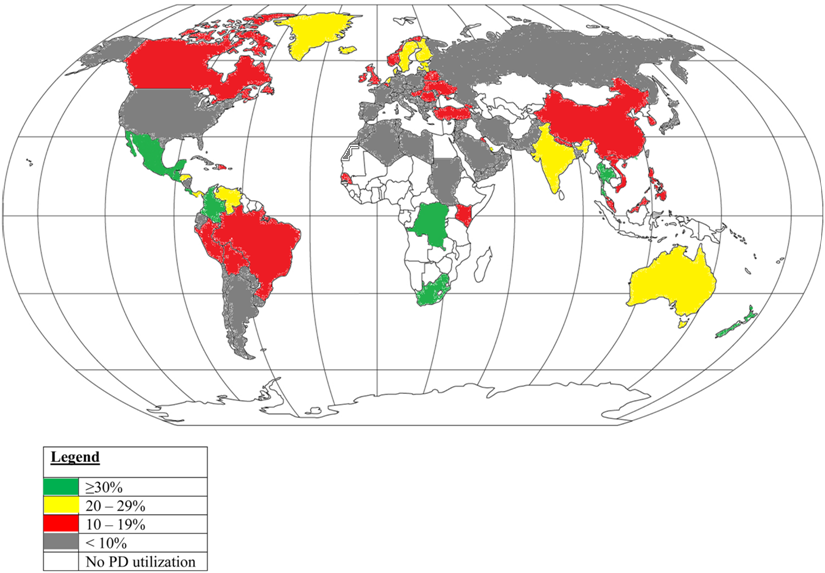 Legend
≥30%
20 – 29%
10 – 19%
< 10%
No PD utilization